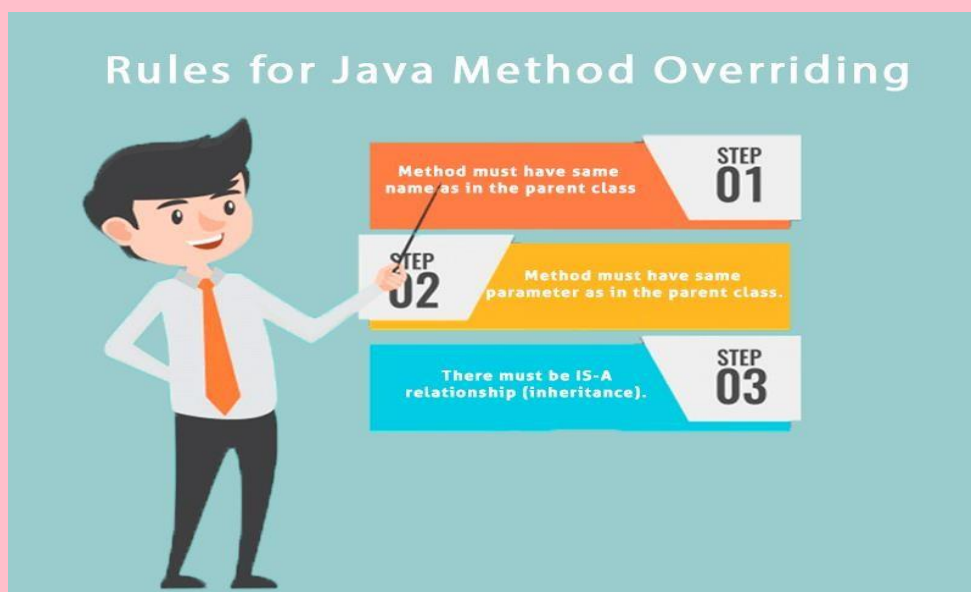 Rules for Java Method Overriding
Method must have same
name as in the parent class
STEP
01
STEP
02
Method must have same
parameter as in the parent class.
There must be IS-A
relationship (inheritance).
STEP
03